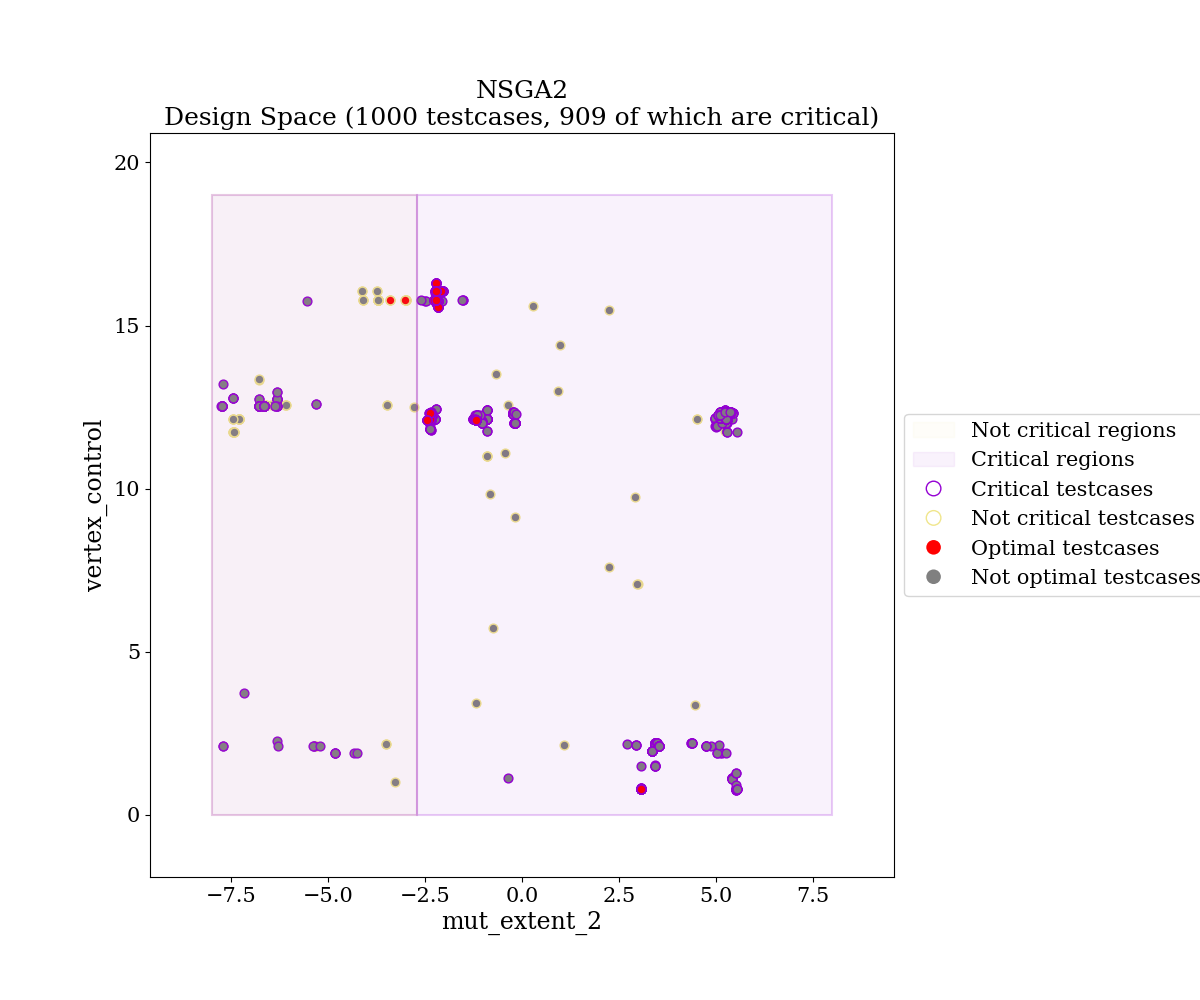 NSGA2
Design Space (1000 testcases, 909 of which are critical)
20
15
10
5
0
vertex_control
−7.5
−5.0
−2.5
0.0
2.5
5.0
7.5
mut_extent_2
Not critical regions
Critical regions
Critical testcases
Not critical testcases
Optimal testcases
Not optimal testcases